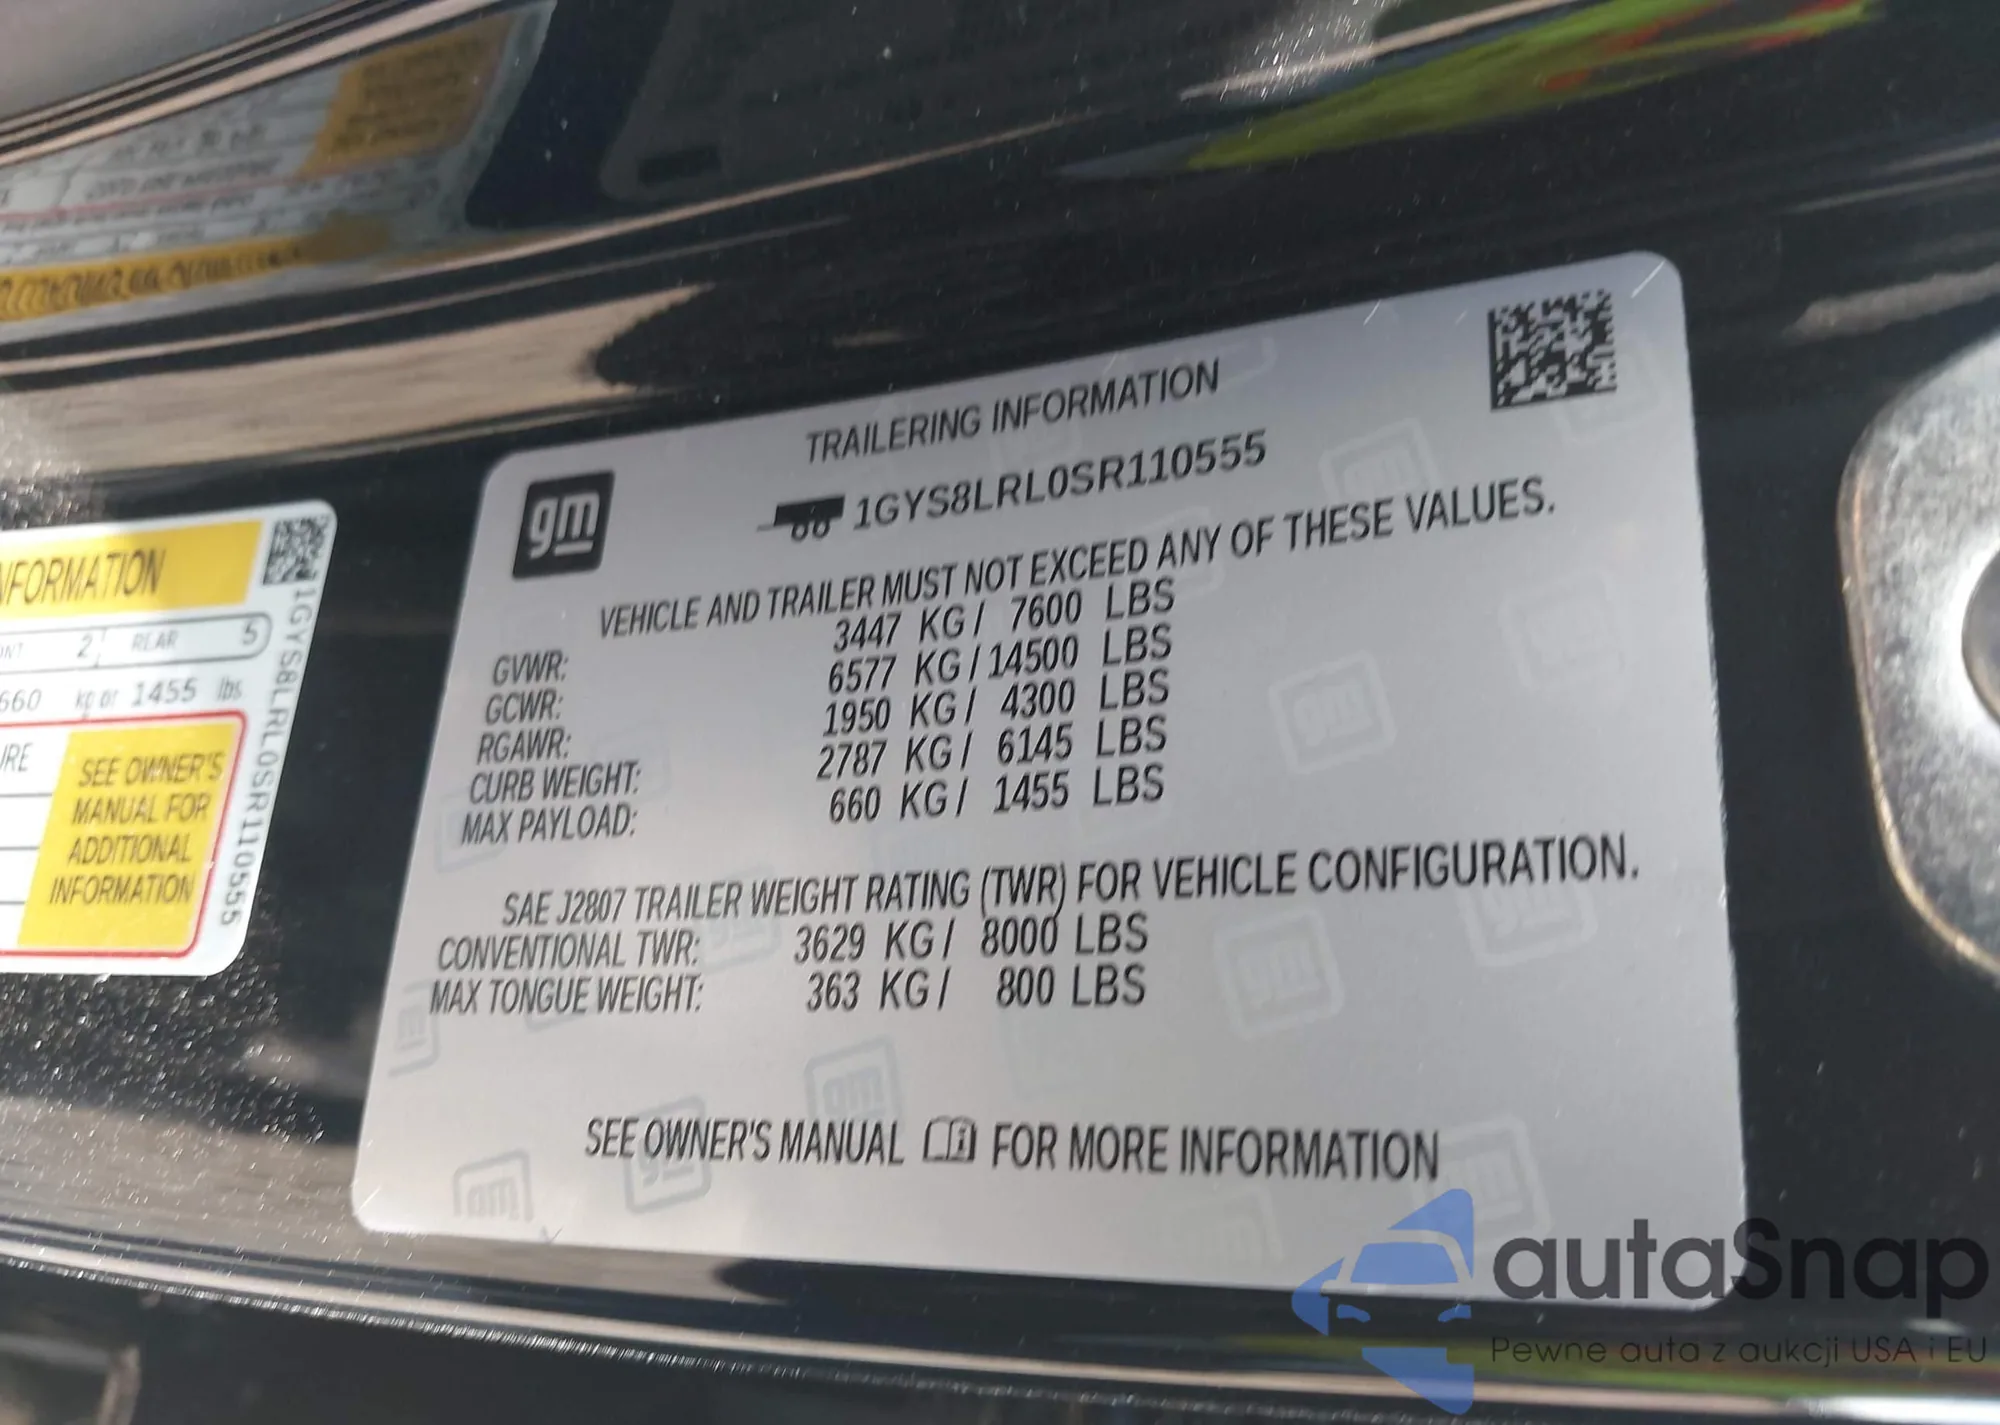 TRAILERING INFORMATION
gm
1GYS8LRL0SR110555
VEHICLE AND TRAILER MUST NOT EXCEED ANY OF THESE VALUES.
GVWR: 3447 KG / 7600 LBS
GCWR: 6577 KG / 14500 LBS
RGAWR: 1950 KG / 4300 LBS
CURB WEIGHT: 2787 KG / 6145 LBS
MAX PAYLOAD: 660 KG / 1455 LBS
SAE J2807 TRAILER WEIGHT RATING (TWR) FOR VEHICLE CONFIGURATION.
CONVENTIONAL TWR: 3629 KG / 8000 LBS
MAX TONGUE WEIGHT: 363 KG / 800 LBS
SEE OWNER'S MANUAL FOR MORE INFORMATION
2 REAR 5
660 kg or 1455 lbs
SEE OWNER'S
MANUAL FOR
ADDITIONAL
INFORMATION
1GYS8LRL0SR110555
autaSnap
Pewne auta z aukcji USA i EU